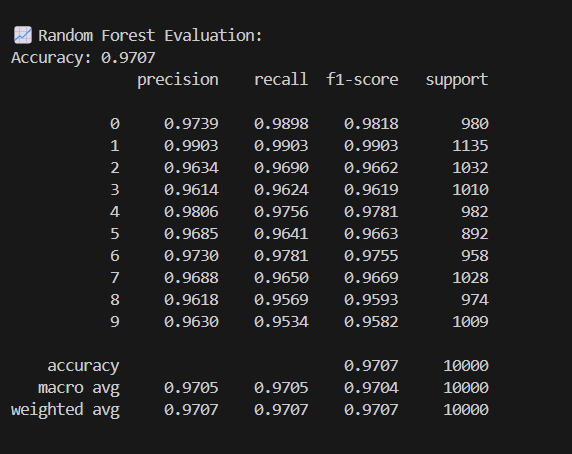 📈 Random Forest Evaluation:
Accuracy: 0.9707
precision recall f1-score support
0 0.9739 0.9898 0.9818 980
1 0.9903 0.9903 0.9903 1135
2 0.9634 0.9690 0.9662 1032
3 0.9614 0.9624 0.9619 1010
4 0.9806 0.9756 0.9781 982
5 0.9685 0.9641 0.9663 892
6 0.9730 0.9781 0.9755 958
7 0.9688 0.9650 0.9669 1028
8 0.9618 0.9569 0.9593 974
9 0.9630 0.9534 0.9582 1009
accuracy 0.9707 10000
macro avg 0.9705 0.9705 0.9704 10000
weighted avg 0.9707 0.9707 0.9707 10000